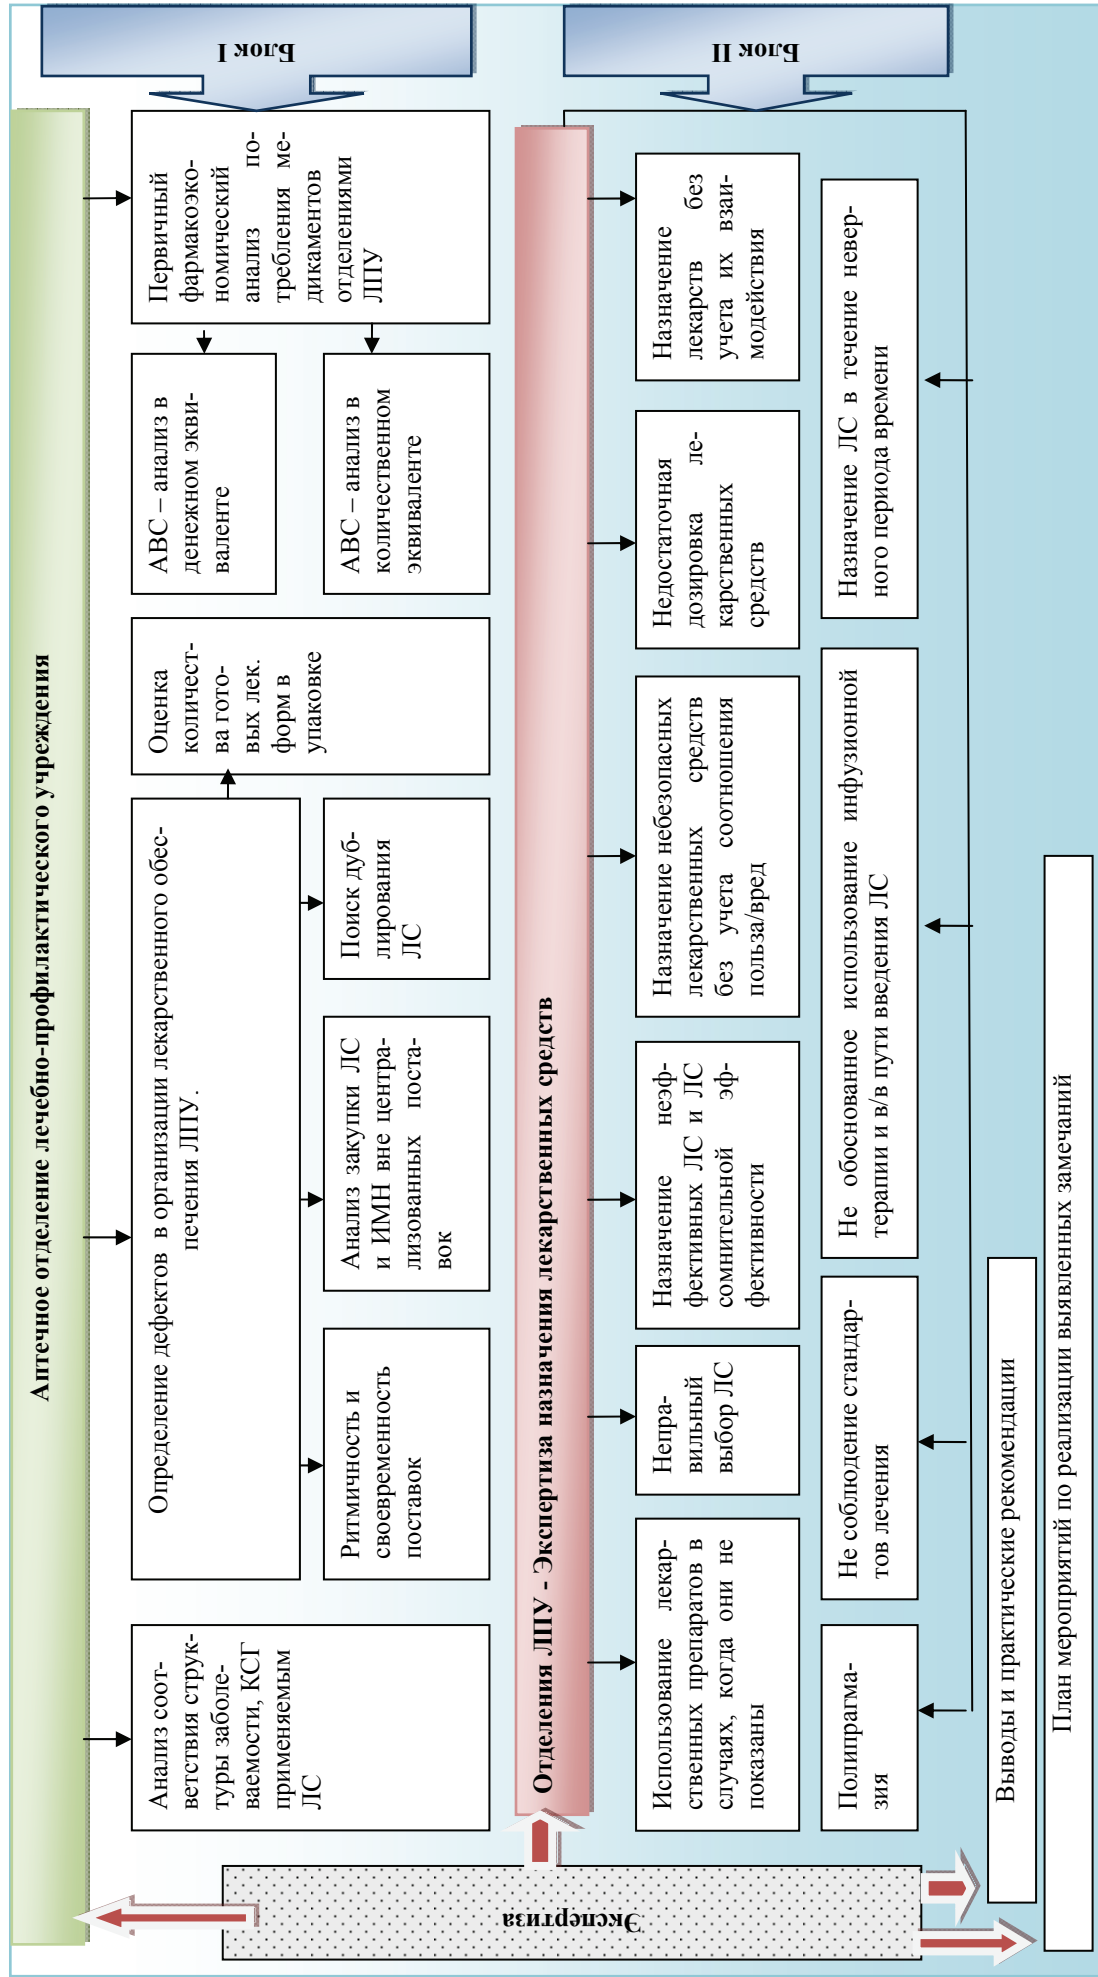 Аптечное отделение лечебно-профилактического учреждения
Анализ соот-
ветствия струк-
туры заболе-
ваемости, КСГ
применяемым
ЛС
Определение дефектов в организации лекарственного обес-
печения ЛПУ.
Ритмичность и
своевременность
поставок
Анализ закупки ЛС
и ИМН вне центра-
лизованных поста-
вок
Поиск дуб-
лирования
ЛС
Оценка
количест-
ва гото-
вых лек.
форм в
упаковке
АВС – анализ в
денежном экви-
валенте
АВС – анализ в
количественном
эквиваленте
Первичный
фармакоэко-
номический
анализ по-
требления ме-
дикаментов
отделениями
ЛПУ
Блок I
Экспертиза
Отделения ЛПУ - Экспертиза назначения лекарственных средств
Использование лекар-
ственных препаратов в
случаях, когда они не
показаны
Непра-
вильный
выбор ЛС
Назначение неэф-
фективных ЛС и ЛС
сомнительной эф-
фективности
Назначение небезопасных
лекарственных средств
без учета соотношения
польза/вред
Недостаточная
дозировка ле-
карственных
средств
Назначение
лекарств без
учета их взаи-
модействия
Блок II
Полипрагма-
зия
Не соблюдение стандар-
тов лечения
Не обоснованное использование инфузионной
терапии и в/в пути введения ЛС
Назначение ЛС в течение невер-
ного периода времени
Выводы и практические рекомендации
План мероприятий по реализации выявленных замечаний